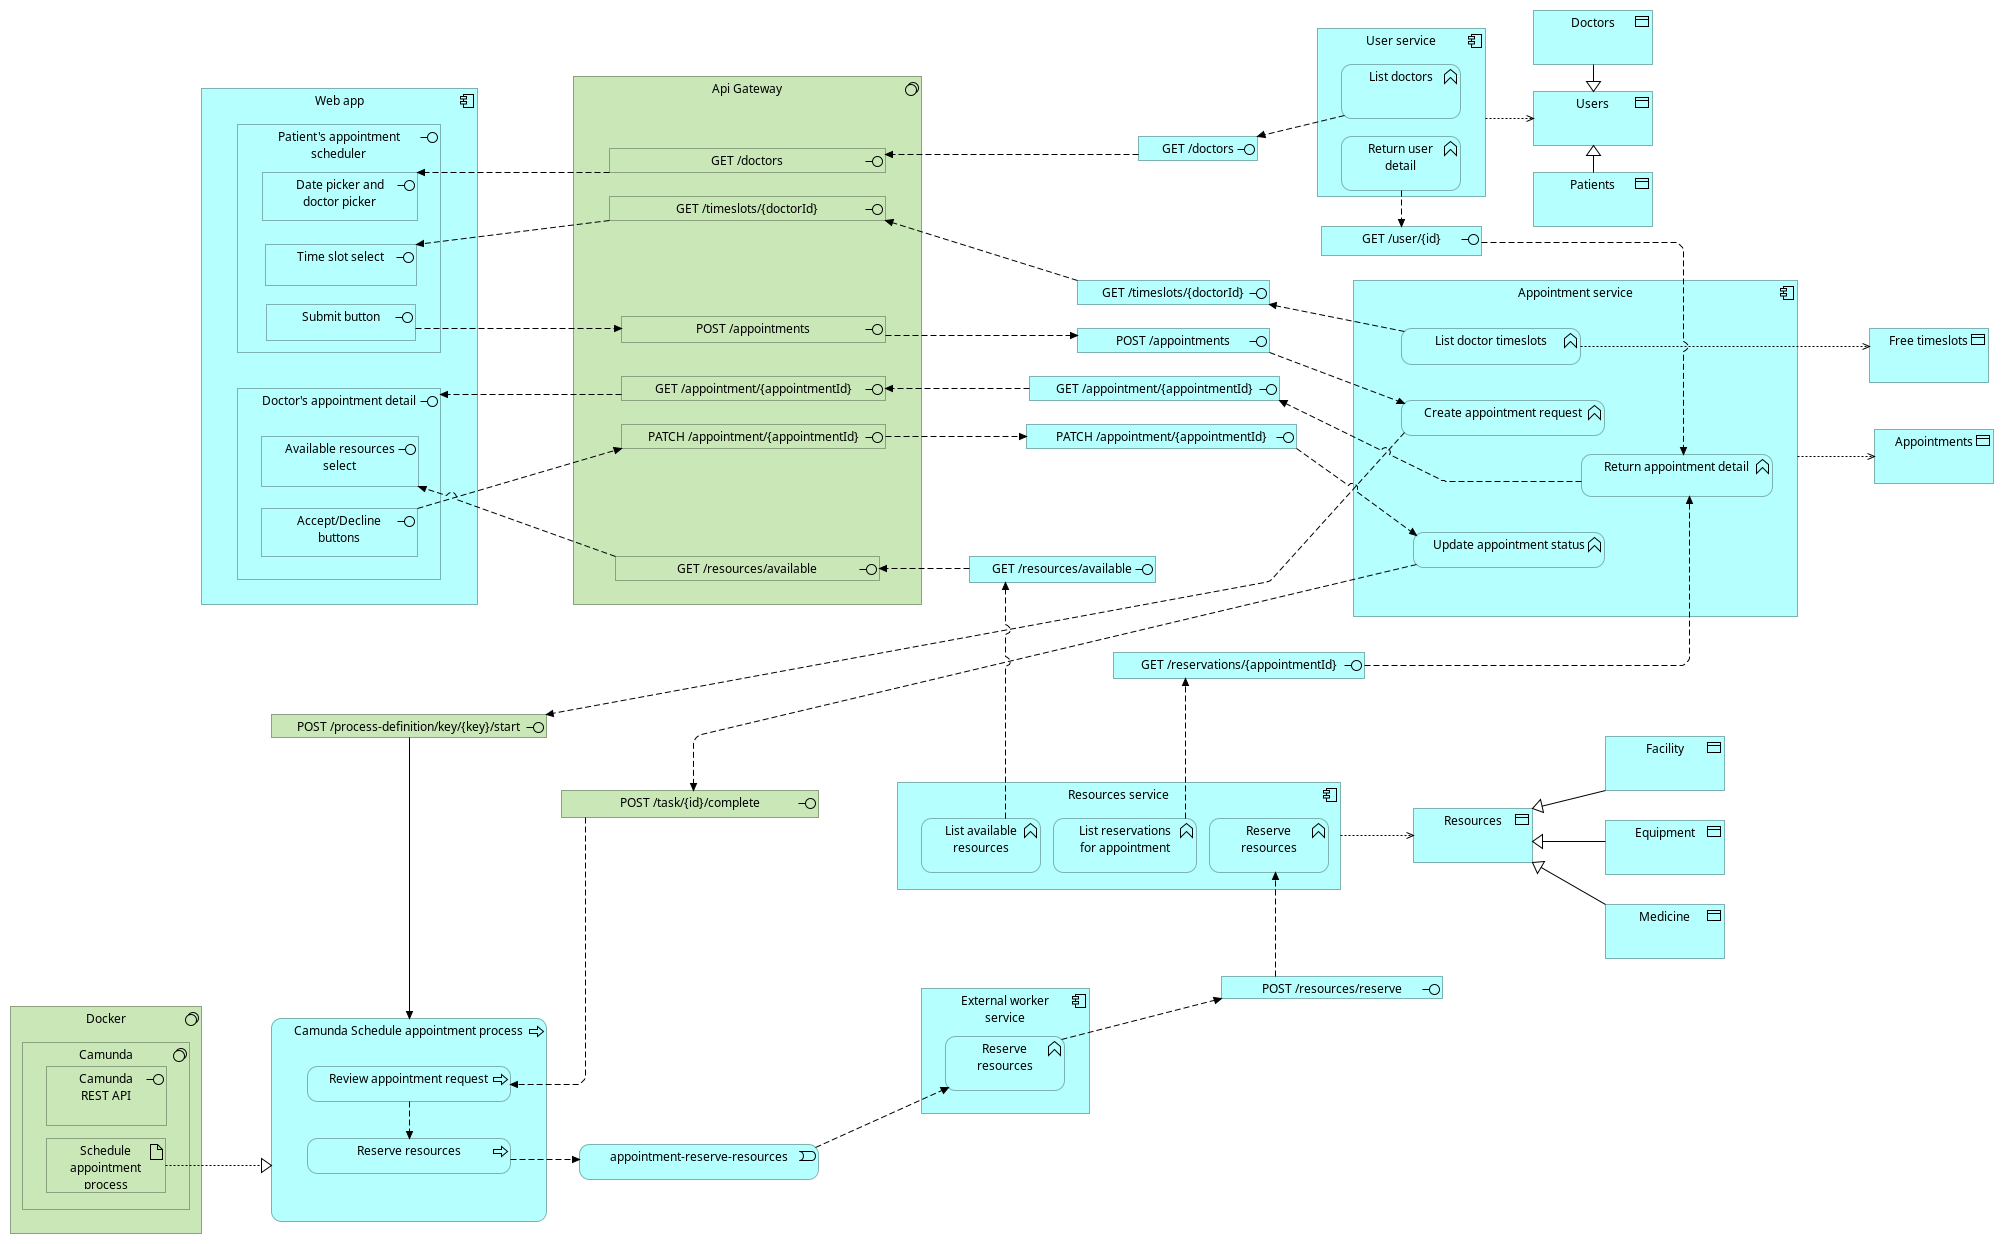 Doctors
User service
List doctors
Return user
detail
Users
Patients
Web app
Patient's appointment
scheduler
Date picker and
doctor picker
Time slot select
Submit button
Doctor's appointment detail
Available resources
select
Accept/Decline
buttons
Api Gateway
GET /doctors
GET /timeslots/{doctorId}
POST /appointments
GET /appointment/{appointmentId}
PATCH /appointment/{appointmentId}
GET /resources/available
GET /doctors
GET /user/{id}
GET /timeslots/{doctorId}
POST /appointments
GET /appointment/{appointmentId}
PATCH /appointment/{appointmentId}
GET /resources/available
Appointment service
List doctor timeslots
Create appointment request
Return appointment detail
Update appointment status
Free timeslots
Appointments
GET /reservations/{appointmentId}
POST /process-definition/key/{key}/start
POST /task/{id}/complete
Resources service
List available
resources
List reservations
for appointment
Reserve
resources
Resources
Facility
Equipment
Medicine
POST /resources/reserve
External worker
service
Reserve
resources
Docker
Camunda
Camunda
REST API
Schedule
appointment
process
Camunda Schedule appointment process
Review appointment request
Reserve resources
appointment-reserve-resources